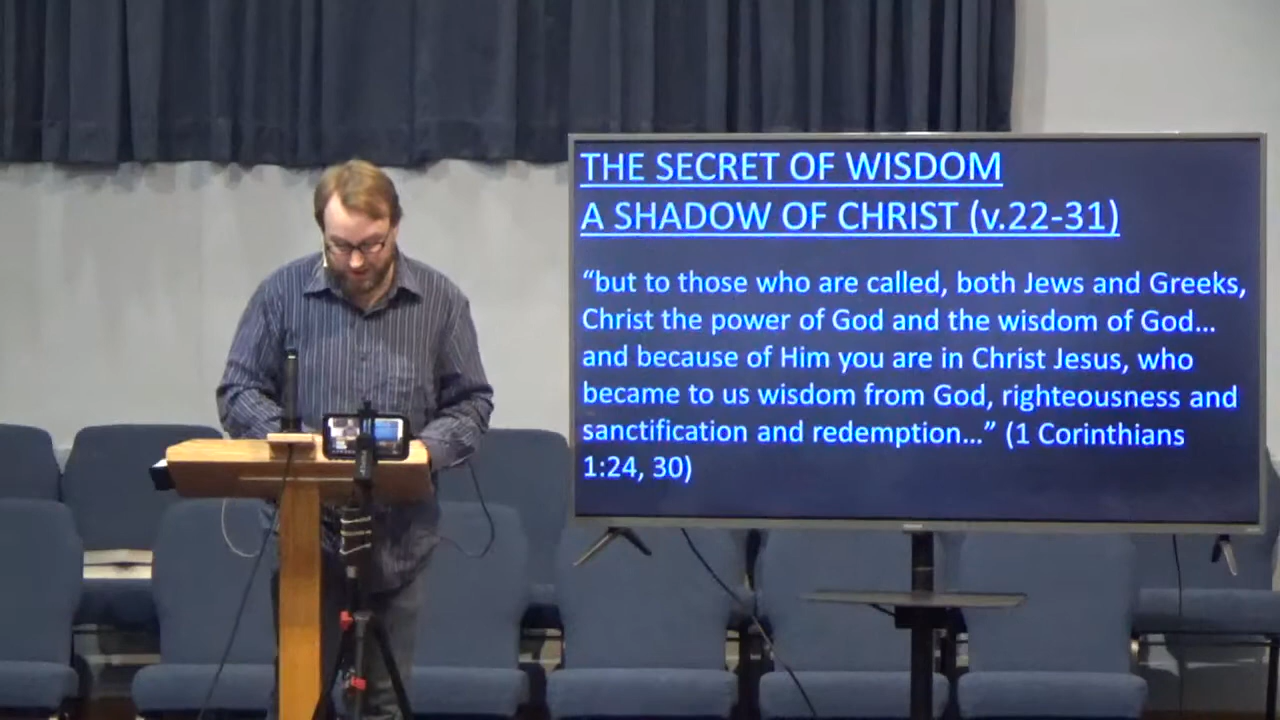 THE SECRET OF WISDOM
A SHADOW OF CHRIST (v.22-31)
“but to those who are called, both Jews and Greeks,
Christ the power of God and the wisdom of God…
and because of Him you are in Christ Jesus, who
became to us wisdom from God, righteousness and
sanctification and redemption…” (1 Corinthians
1:24, 30)